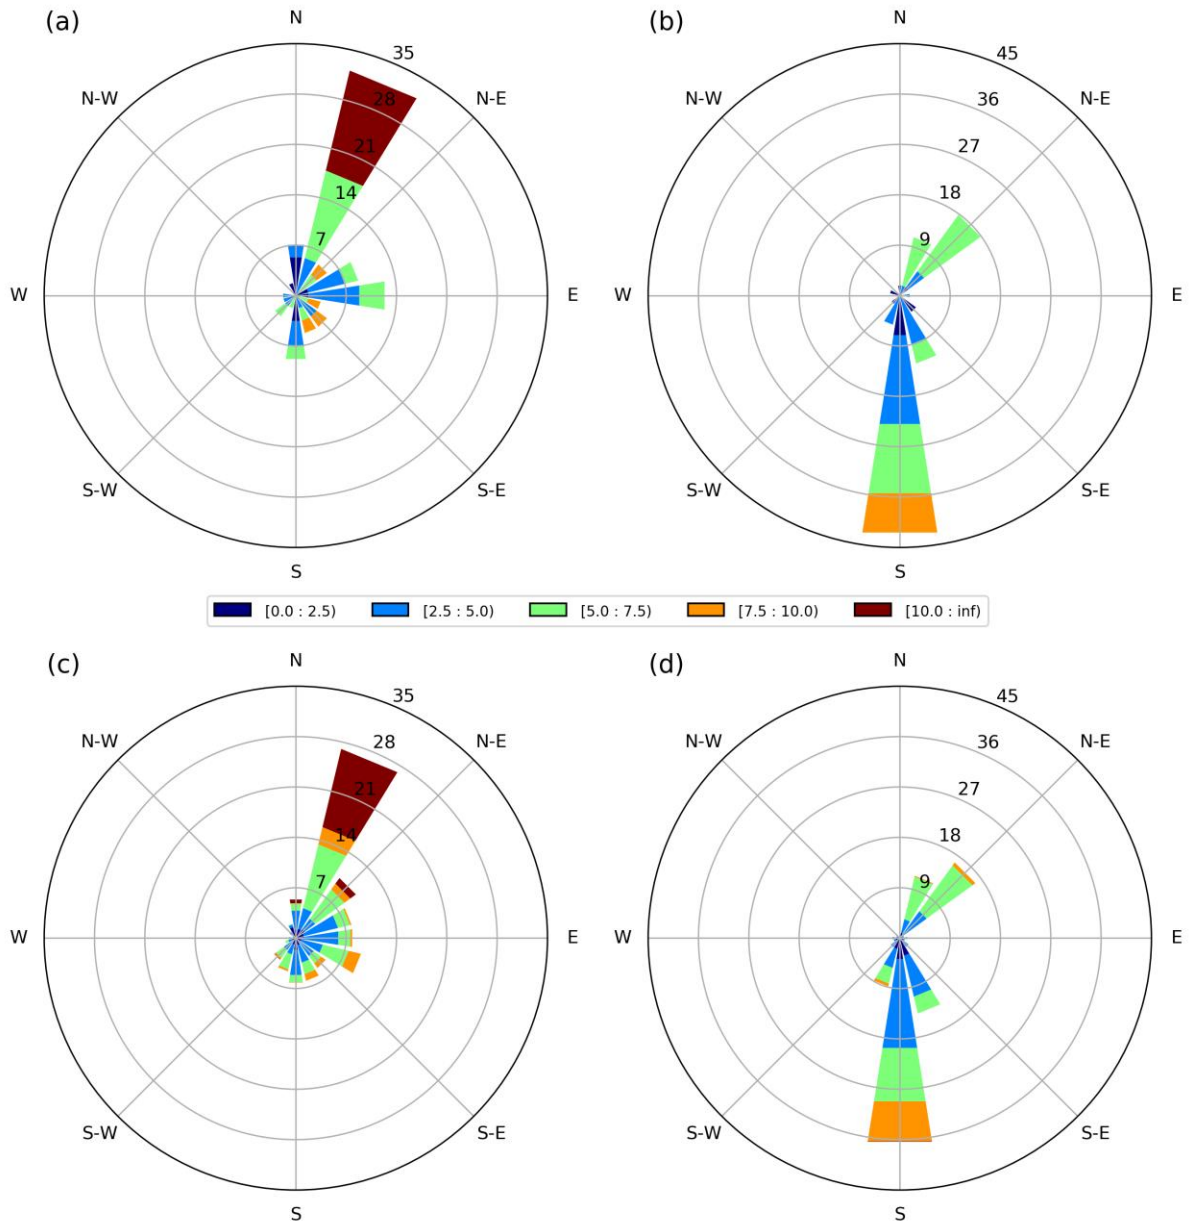 (a)
N
35
(b)
N
45
N-W
28
N-E
N-W
36
N-E
21
27
14
18
7
9
W
E
W
E
S-W
S-E
S-W
S-E
S
S
[0.0 : 2.5)
[2.5 : 5.0)
[5.0 : 7.5)
[7.5 : 10.0)
[10.0 : inf)
(c)
N
35
(d)
N
45
N-W
28
N-E
N-W
36
N-E
21
27
14
18
7
9
W
E
W
E
S-W
S-E
S-W
S-E
S
S